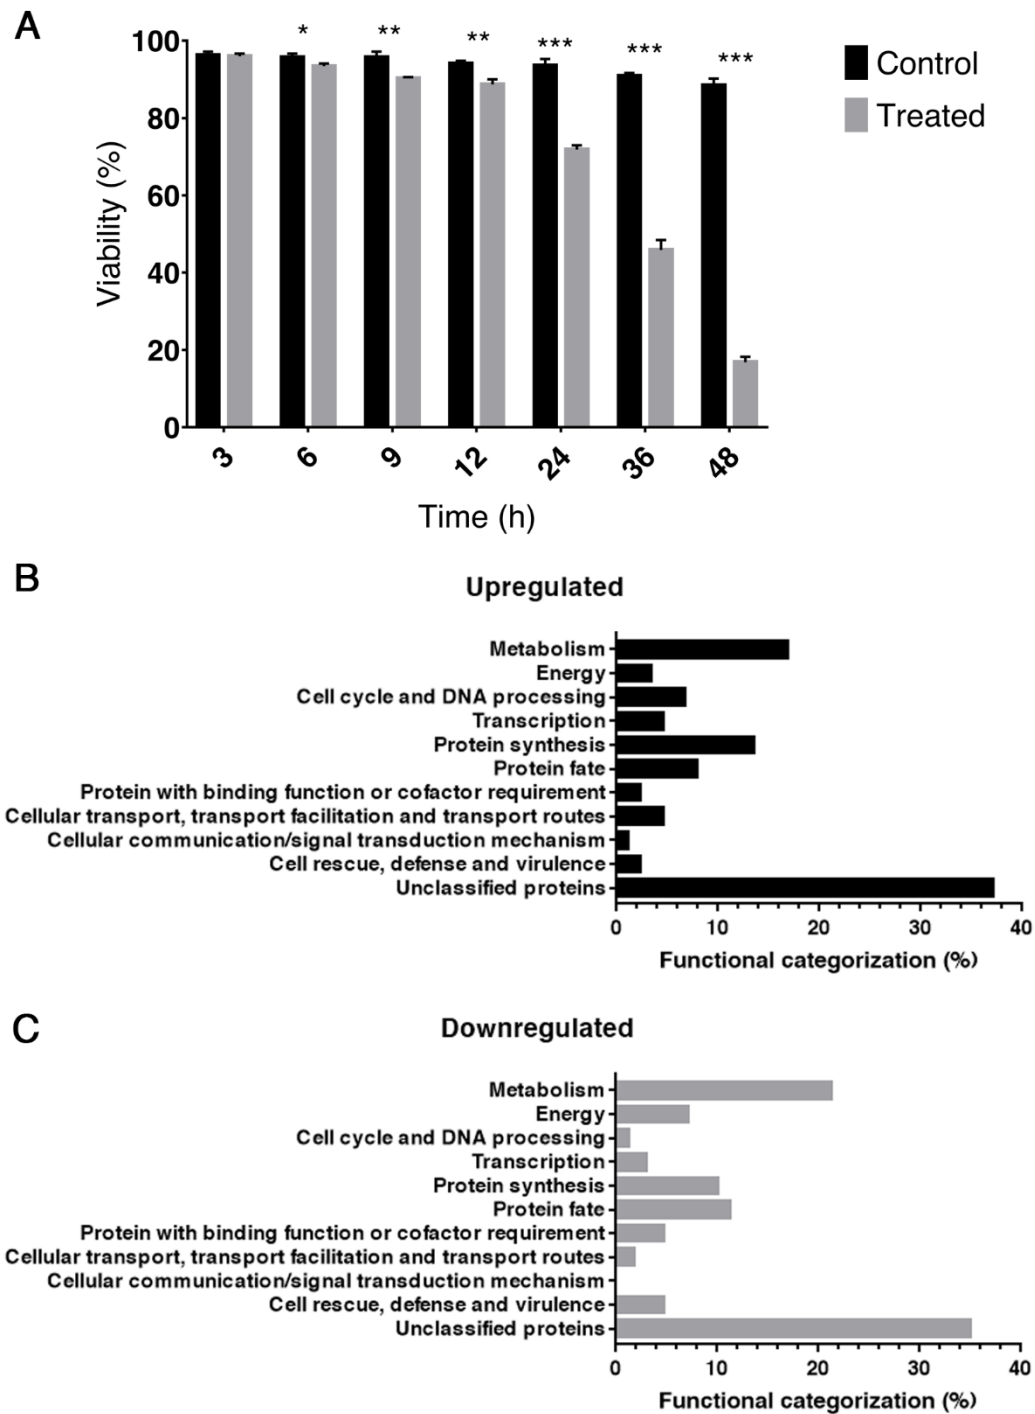 A
* ** ** *** *** ***
100
80
60
40
20
0
Viability (%)
3 6 9 12 24 36 48
Time (h)
Control
Treated
B
Upregulated
Metabolism
Energy
Cell cycle and DNA processing
Transcription
Protein synthesis
Protein fate
Protein with binding function or cofactor requirement
Cellular transport, transport facilitation and transport routes
Cellular communication/signal transduction mechanism
Cell rescue, defense and virulence
Unclassified proteins
0 10 20 30 40
Functional categorization (%)
C
Downregulated
Metabolism
Energy
Cell cycle and DNA processing
Transcription
Protein synthesis
Protein fate
Protein with binding function or cofactor requirement
Cellular transport, transport facilitation and transport routes
Cellular communication/signal transduction mechanism
Cell rescue, defense and virulence
Unclassified proteins
0 10 20 30 40
Functional categorization (%)